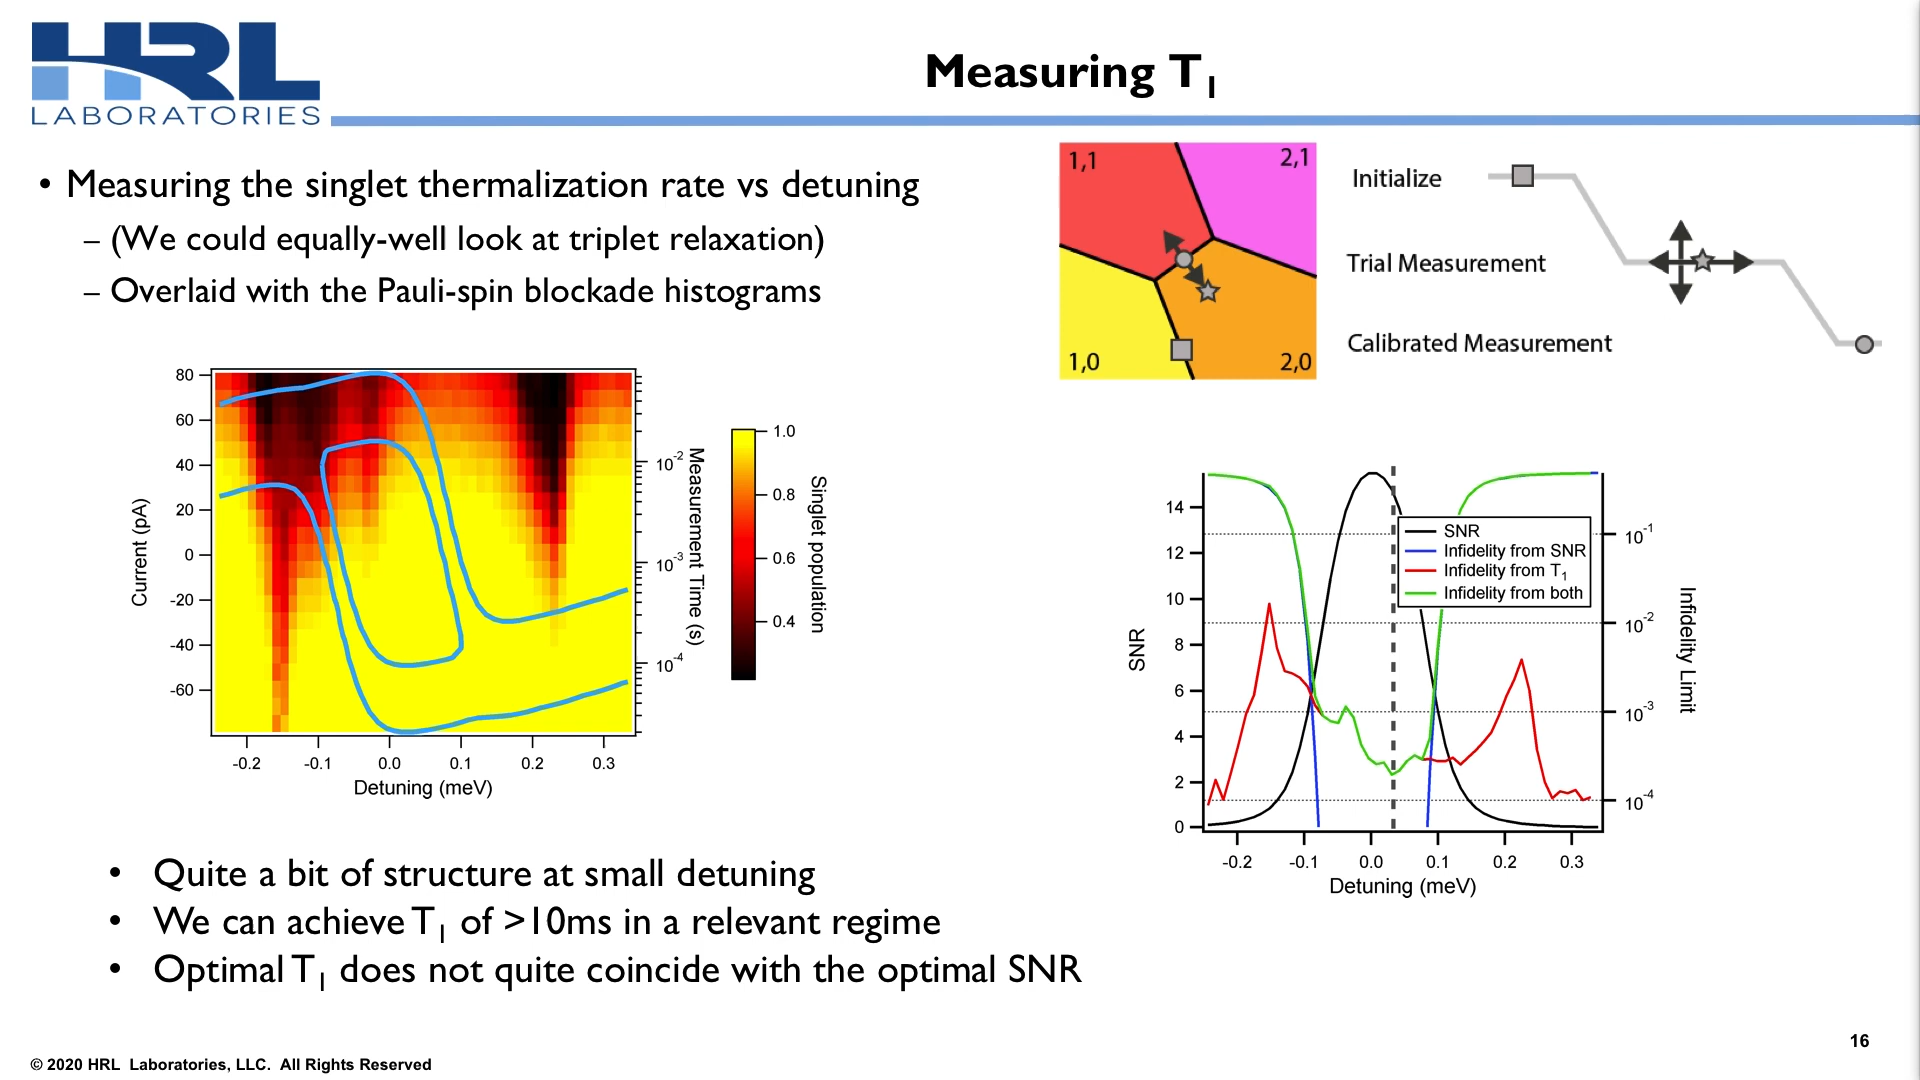 HRL
LABORATORIES
Measuring T1
• Measuring the singlet thermalization rate vs detuning
– (We could equally-well look at triplet relaxation)
– Overlaid with the Pauli-spin blockade histograms
1,1
2,1
1,0
2,0
Initialize
Trial Measurement
Calibrated Measurement
80
60
40
20
0
-20
-40
-60
Current (pA)
-0.2 -0.1 0.0 0.1 0.2 0.3
Detuning (meV)
10-2
10-3
10-4
Measurement Time (s)
1.0
0.8
0.6
0.4
Singlet population
14
12
10
8
6
4
2
0
SNR
SNR
Infidelity from SNR
Infidelity from T1
Infidelity from both
10-1
10-2
10-3
10-4
Infidelity Limit
-0.2 -0.1 0.0 0.1 0.2 0.3
Detuning (meV)
• Quite a bit of structure at small detuning
• We can achieve T1 of >10ms in a relevant regime
• Optimal T1 does not quite coincide with the optimal SNR
16
© 2020 HRL Laboratories, LLC. All Rights Reserved